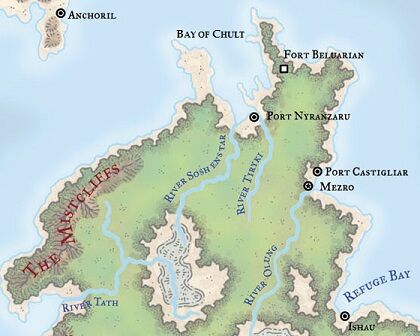 Anchoril
Bay of Chult
Fort Beluarian
Port Nyranzaru
River Soshenstar
River Tiryki
Port Castigliar
Mezro
The Mistcliffs
River Olung
Refuge Bay
River Tath
Ishau